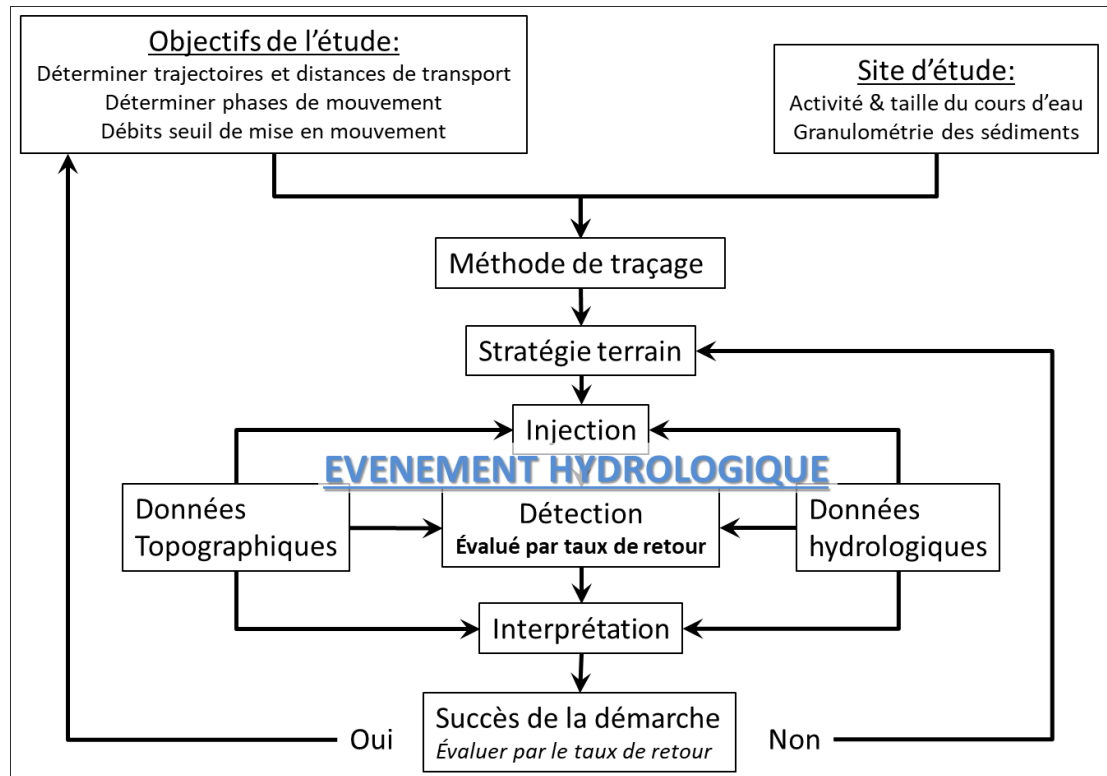 Objectifs de l'étude:
Déterminer trajectoires et distances de transport
Déterminer phases de mouvement
Débits seuil de mise en mouvement
Site d'étude:
Activité & taille du cours d'eau
Granulométrie des sédiments
Méthode de traçage
Stratégie terrain
Injection
EVENEMENT HYDROLOGIQUE
Données
Topographiques
Détection
Évalué par taux de retour
Données
hydrologiques
Interprétation
Succès de la démarche
Évaluer par le taux de retour
Oui
Non